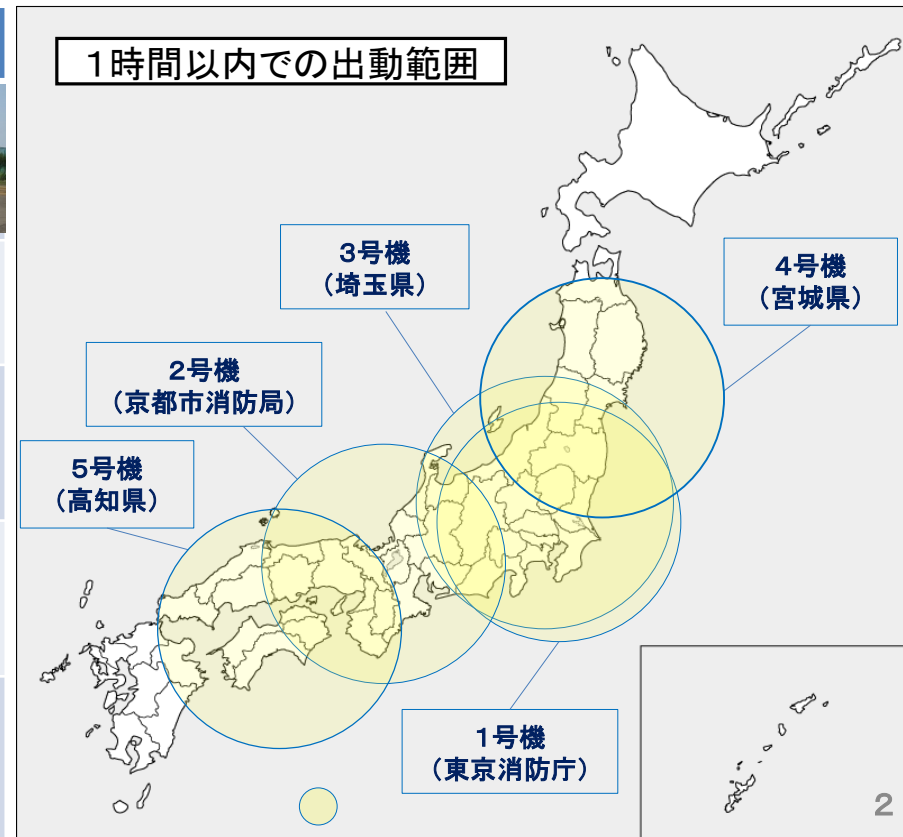 1時間以内での出動範囲
3号機
（埼玉県）
4号機
（宮城県）
2号機
（京都市消防局）
5号機
（高知県）
1号機
（東京消防庁）
2